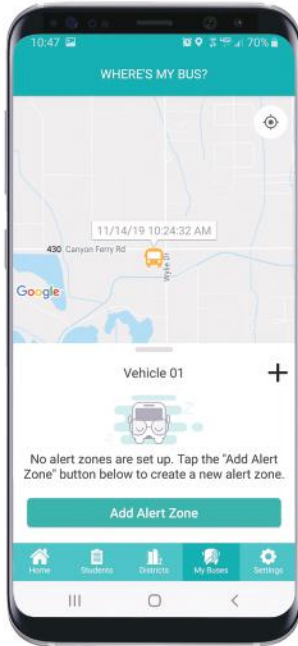 10:47 70%
WHERE'S MY BUS?
11/14/19 10:24:32 AM
430 Canyon Ferry Rd
Wylie Dr
Google
Vehicle 01
No alert zones are set up. Tap the "Add Alert
Zone" button below to create a new alert zone.
Add Alert Zone
Home Students Districts My Buses Settings